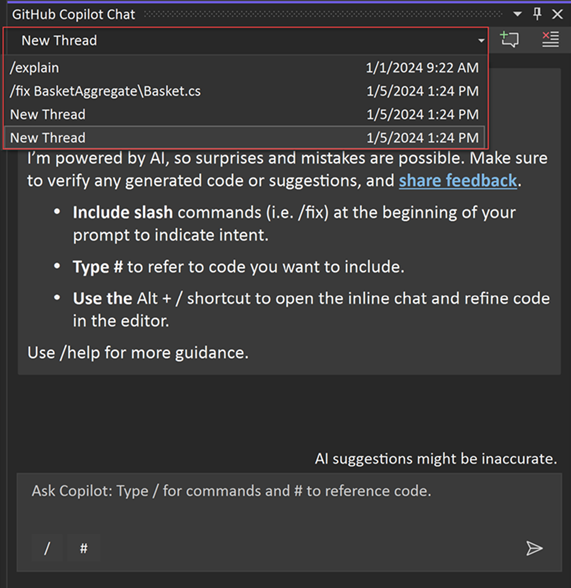 GitHub Copilot Chat
New Thread
/explain 1/1/2024 9:22 AM
/fix BasketAggregate\Basket.cs 1/5/2024 1:24 PM
New Thread 1/5/2024 1:24 PM
New Thread 1/5/2024 1:24 PM
I'm powered by AI, so surprises and mistakes are possible. Make sure
to verify any generated code or suggestions, and share feedback.
• Include slash commands (i.e. /fix) at the beginning of your
prompt to indicate intent.
• Type # to refer to code you want to include.
• Use the Alt + / shortcut to open the inline chat and refine code
in the editor.
Use /help for more guidance.
AI suggestions might be inaccurate.
Ask Copilot: Type / for commands and # to reference code.
/ #